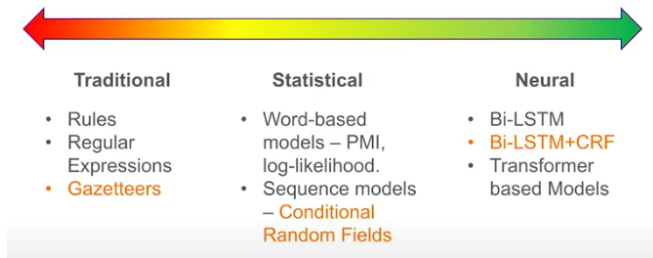 Traditional
• Rules
• Regular
Expressions
• Gazetteers
Statistical
• Word-based
models – PMI,
log-likelihood.
• Sequence models
– Conditional
Random Fields
Neural
• Bi-LSTM
• Bi-LSTM+CRF
• Transformer
based Models